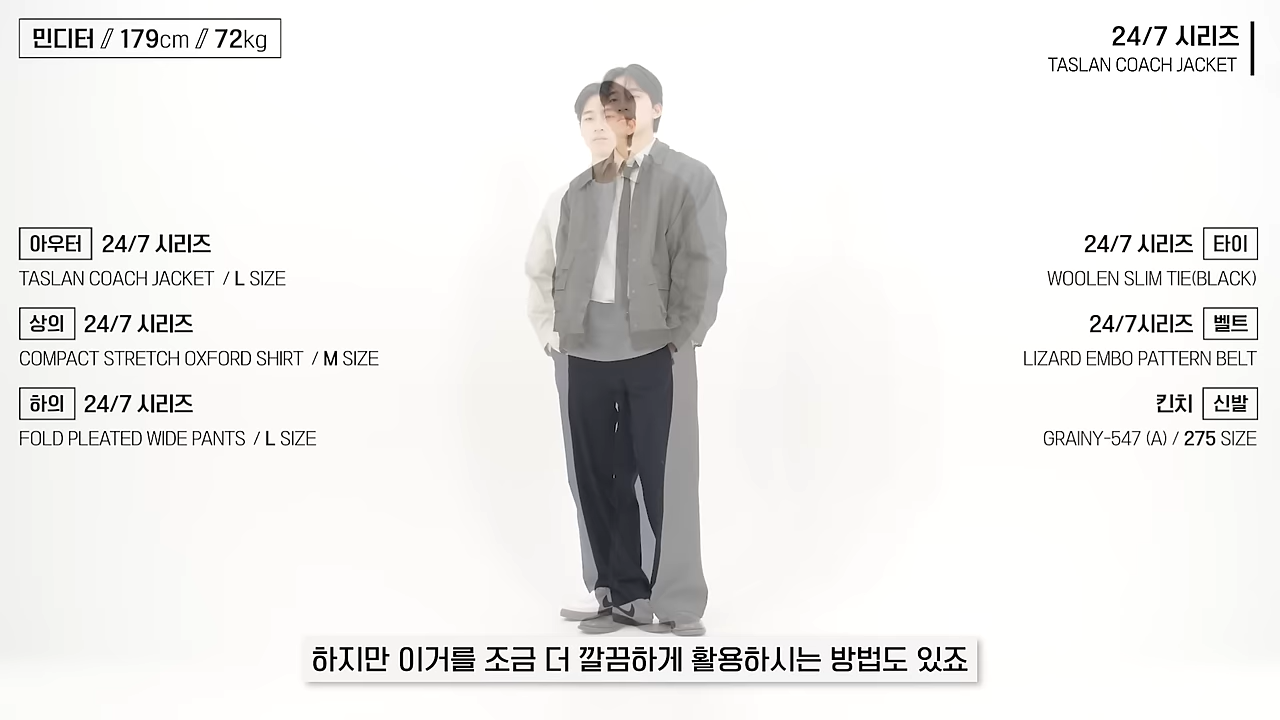 민디터 // 179cm // 72kg
24/7 시리즈
TASLAN COACH JACKET
아우터 24/7 시리즈
TASLAN COACH JACKET / L SIZE
상의 24/7 시리즈
COMPACT STRETCH OXFORD SHIRT / M SIZE
하의 24/7 시리즈
FOLD PLEATED WIDE PANTS / L SIZE
24/7 시리즈 타이
WOOLEN SLIM TIE(BLACK)
24/7시리즈 벨트
LIZARD EMBO PATTERN BELT
킨치 신발
GRAINY-547 (A) / 275 SIZE
하지만 이거를 조금 더 깔끔하게 활용하시는 방법도 있죠